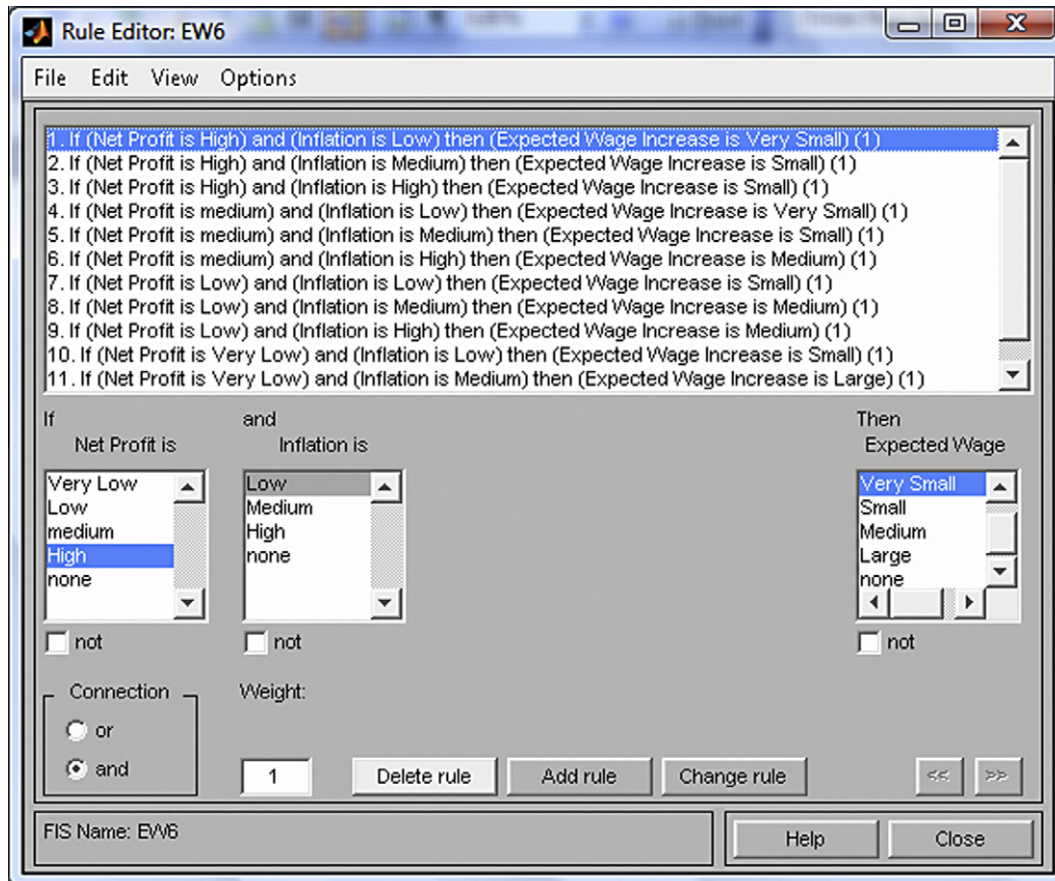 Rule Editor: EW6
File Edit View Options
1. If (Net Profit is High) and (Inflation is Low) then (Expected Wage Increase is Very Small) (1)
2. If (Net Profit is High) and (Inflation is Medium) then (Expected Wage Increase is Small) (1)
3. If (Net Profit is High) and (Inflation is High) then (Expected Wage Increase is Small) (1)
4. If (Net Profit is medium) and (Inflation is Low) then (Expected Wage Increase is Very Small) (1)
5. If (Net Profit is medium) and (Inflation is Medium) then (Expected Wage Increase is Small) (1)
6. If (Net Profit is medium) and (Inflation is High) then (Expected Wage Increase is Medium) (1)
7. If (Net Profit is Low) and (Inflation is Low) then (Expected Wage Increase is Small) (1)
8. If (Net Profit is Low) and (Inflation is Medium) then (Expected Wage Increase is Medium) (1)
9. If (Net Profit is Low) and (Inflation is High) then (Expected Wage Increase is Medium) (1)
10. If (Net Profit is Very Low) and (Inflation is Low) then (Expected Wage Increase is Small) (1)
11. If (Net Profit is Very Low) and (Inflation is Medium) then (Expected Wage Increase is Large) (1)
If
Net Profit is
Very Low
Low
medium
High
none
not
and
Inflation is
Low
Medium
High
none
not
Then
Expected Wage
Very Small
Small
Medium
Large
none
not
Connection
or
and
Weight:
1
Delete rule
Add rule
Change rule
<<
>>
FIS Name: EW6
Help
Close